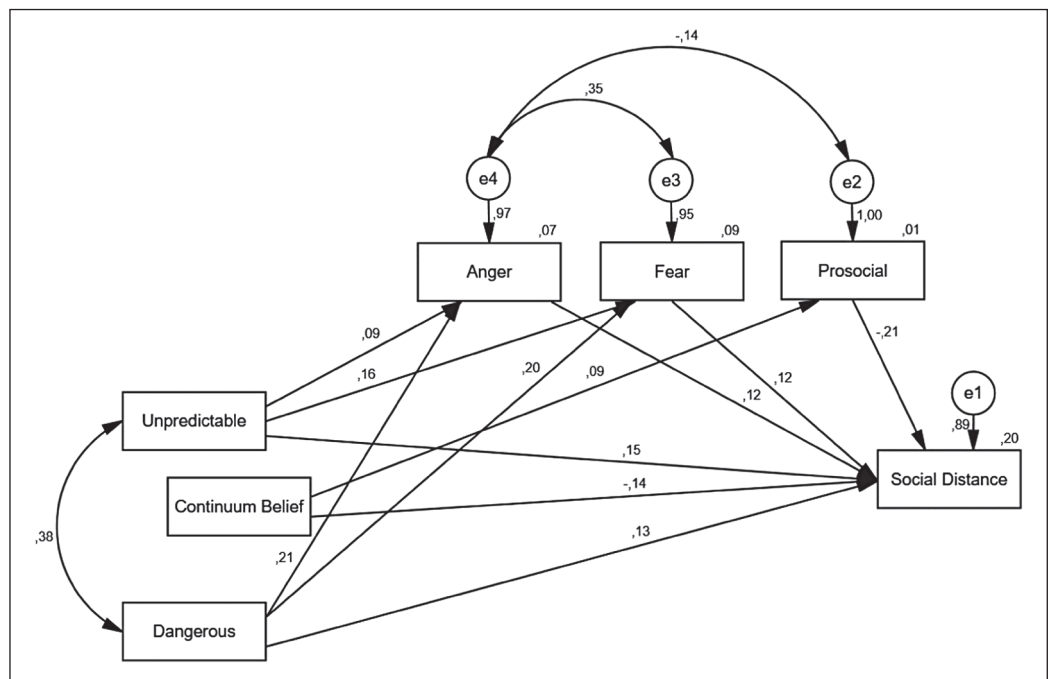 -,14
,35
e4
e3
e2
,97
,95
1,00
,07
,09
,01
Anger
Fear
Prosocial
,09
,16
,20
,09
,12
,12
-,21
e1
,89
,20
Unpredictable
,15
Social Distance
Continuum Belief
-,14
,38
,21
,13
Dangerous